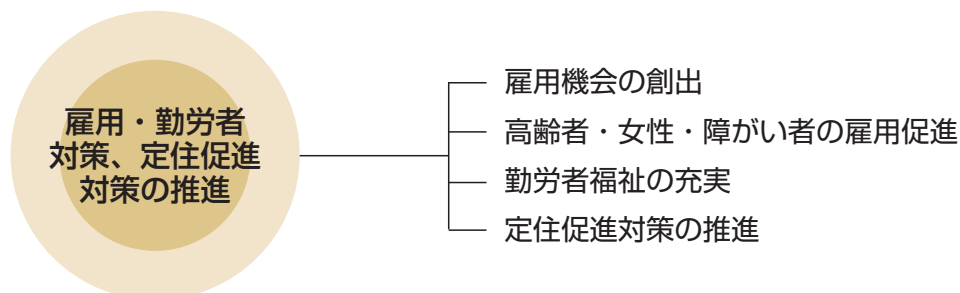 雇用・勤労者
対策、定住促進
対策の推進
雇用機会の創出
高齢者・女性・障がい者の雇用促進
勤労者福祉の充実
定住促進対策の推進